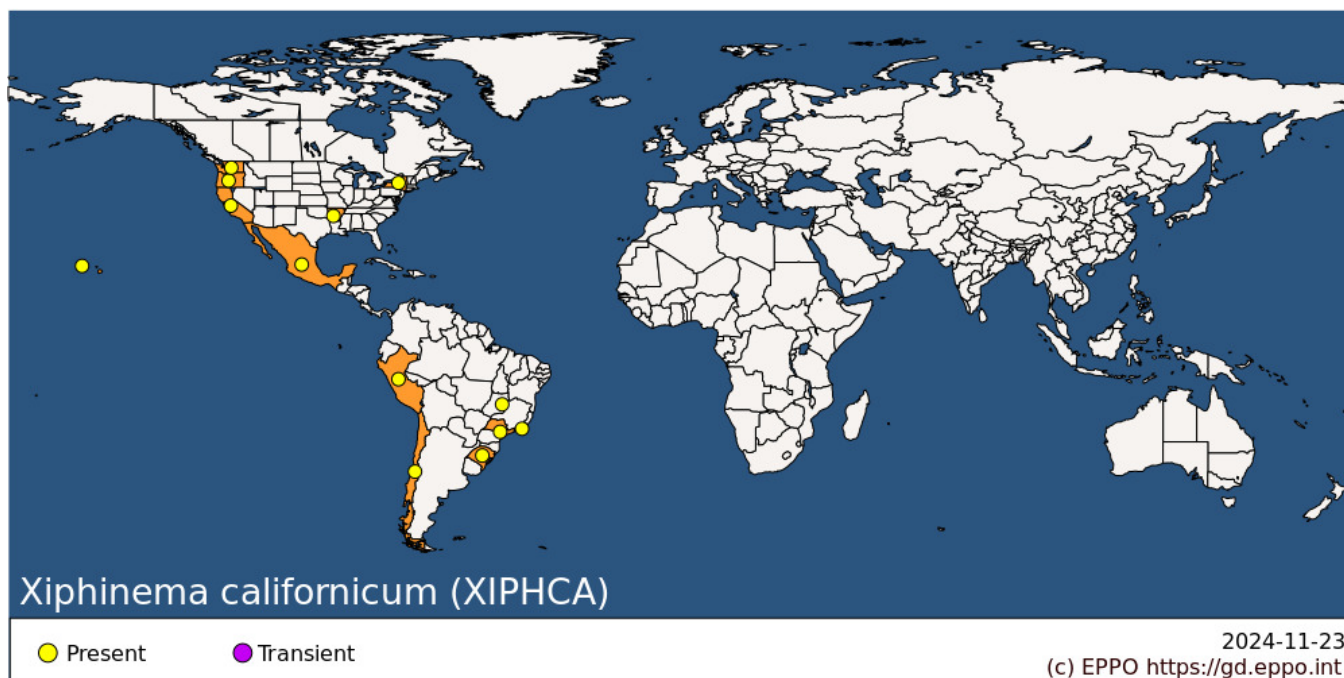 Xiphinema californicum (XIPHCA)
Present
Transient
2024-11-23
(c) EPPO https://gd.eppo.int